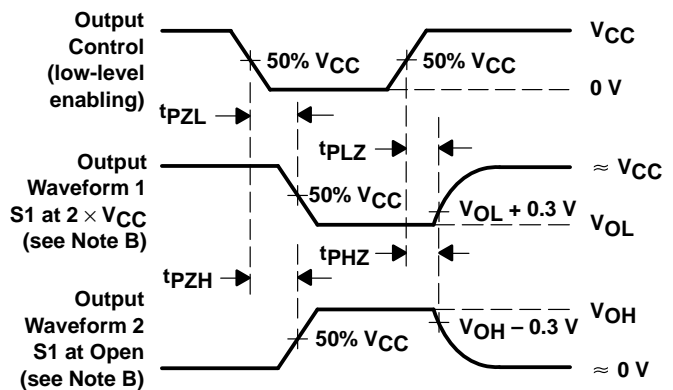 Output
Control
(low-level
enabling)
50% VCC
50% VCC
VCC
0 V
tPZL
tPLZ
Output
Waveform 1
S1 at 2 × VCC
(see Note B)
50% VCC
≈ VCC
VOL + 0.3 V
VOL
tPZH
tPHZ
Output
Waveform 2
S1 at Open
(see Note B)
50% VCC
VOH
VOH − 0.3 V
≈ 0 V